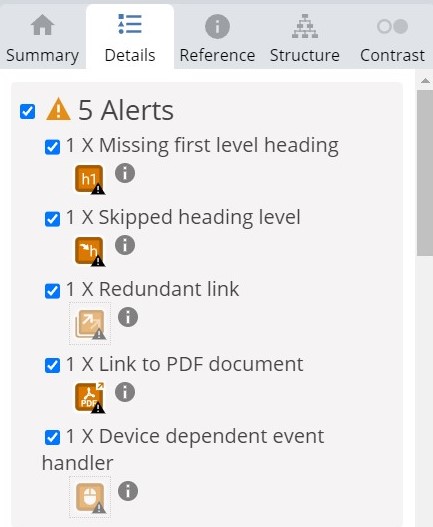 Summary Details Reference Structure Contrast
5 Alerts
1 X Missing first level heading
h1
1 X Skipped heading level
h
1 X Redundant link
1 X Link to PDF document
PDF
1 X Device dependent event
handler